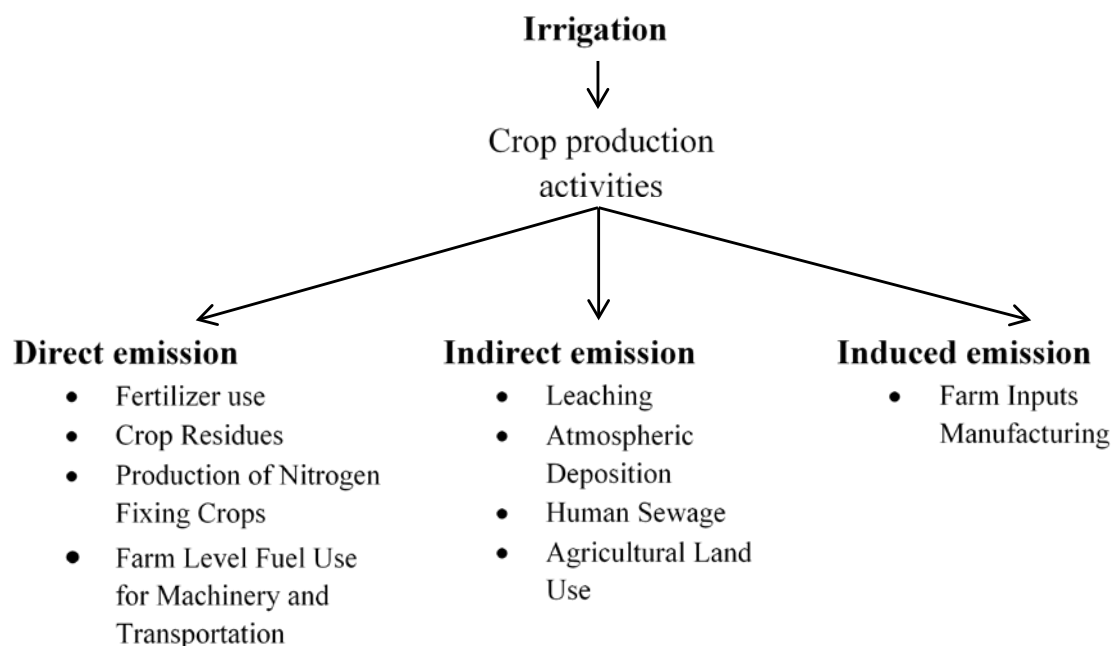 Irrigation
Crop production
activities
Direct emission
• Fertilizer use
• Crop Residues
• Production of Nitrogen
Fixing Crops
• Farm Level Fuel Use
for Machinery and
Transportation
Indirect emission
• Leaching
• Atmospheric
Deposition
• Human Sewage
• Agricultural Land
Use
Induced emission
• Farm Inputs
Manufacturing